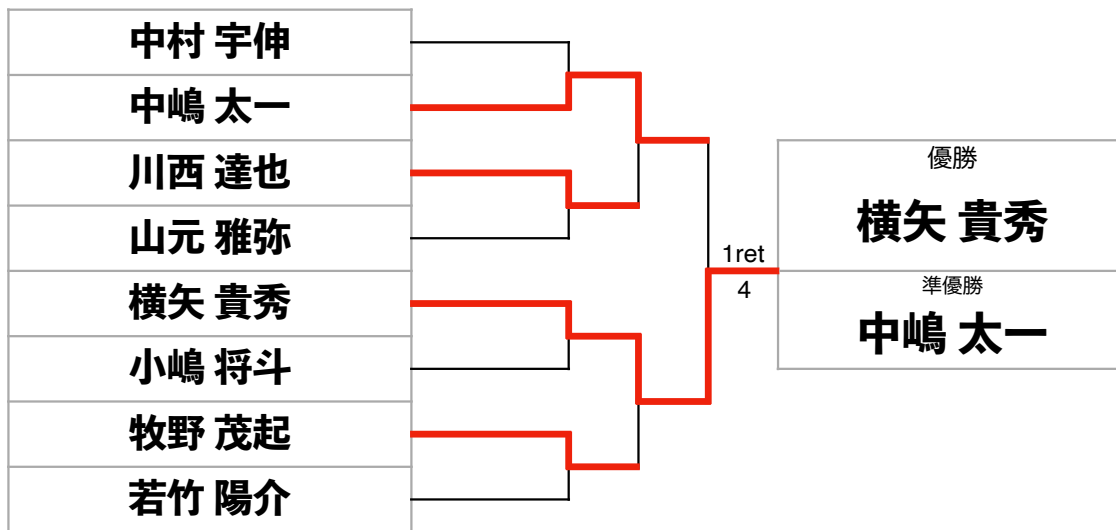 中村 宇伸
中嶋 太一
川西 達也
山元 雅弥
横矢 貴秀
小嶋 将斗
牧野 茂起
若竹 陽介
1ret
4
優勝
横矢 貴秀
準優勝
中嶋 太一